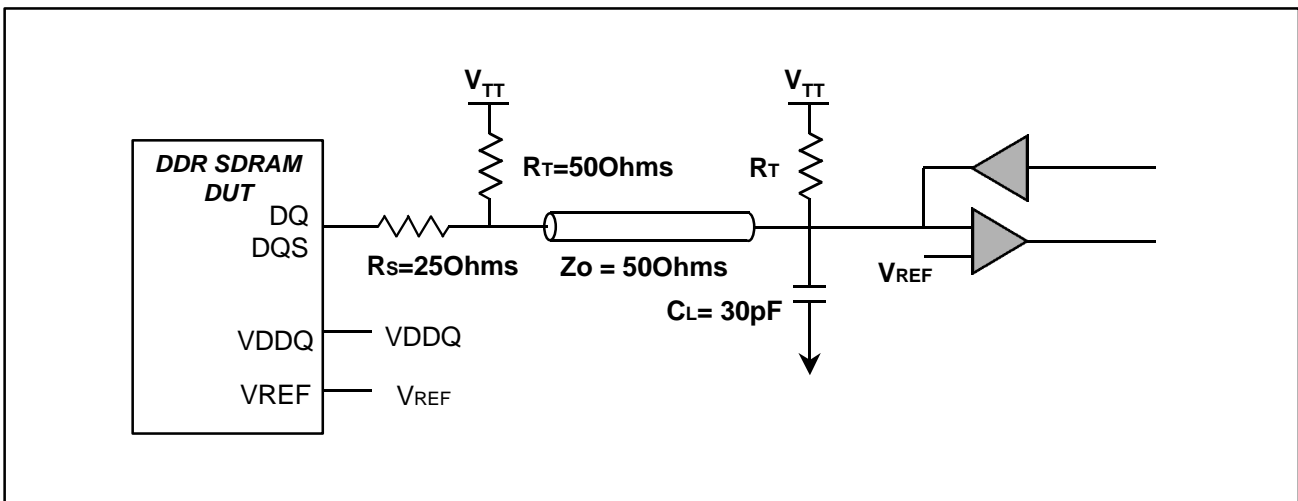 VTT
VTT
DDR SDRAM
DUT
RT=50Ohms
RT
DQ
DQS
RS=25Ohms
Zo = 50Ohms
VREF
CL= 30pF
VDDQ
VDDQ
VREF
VREF